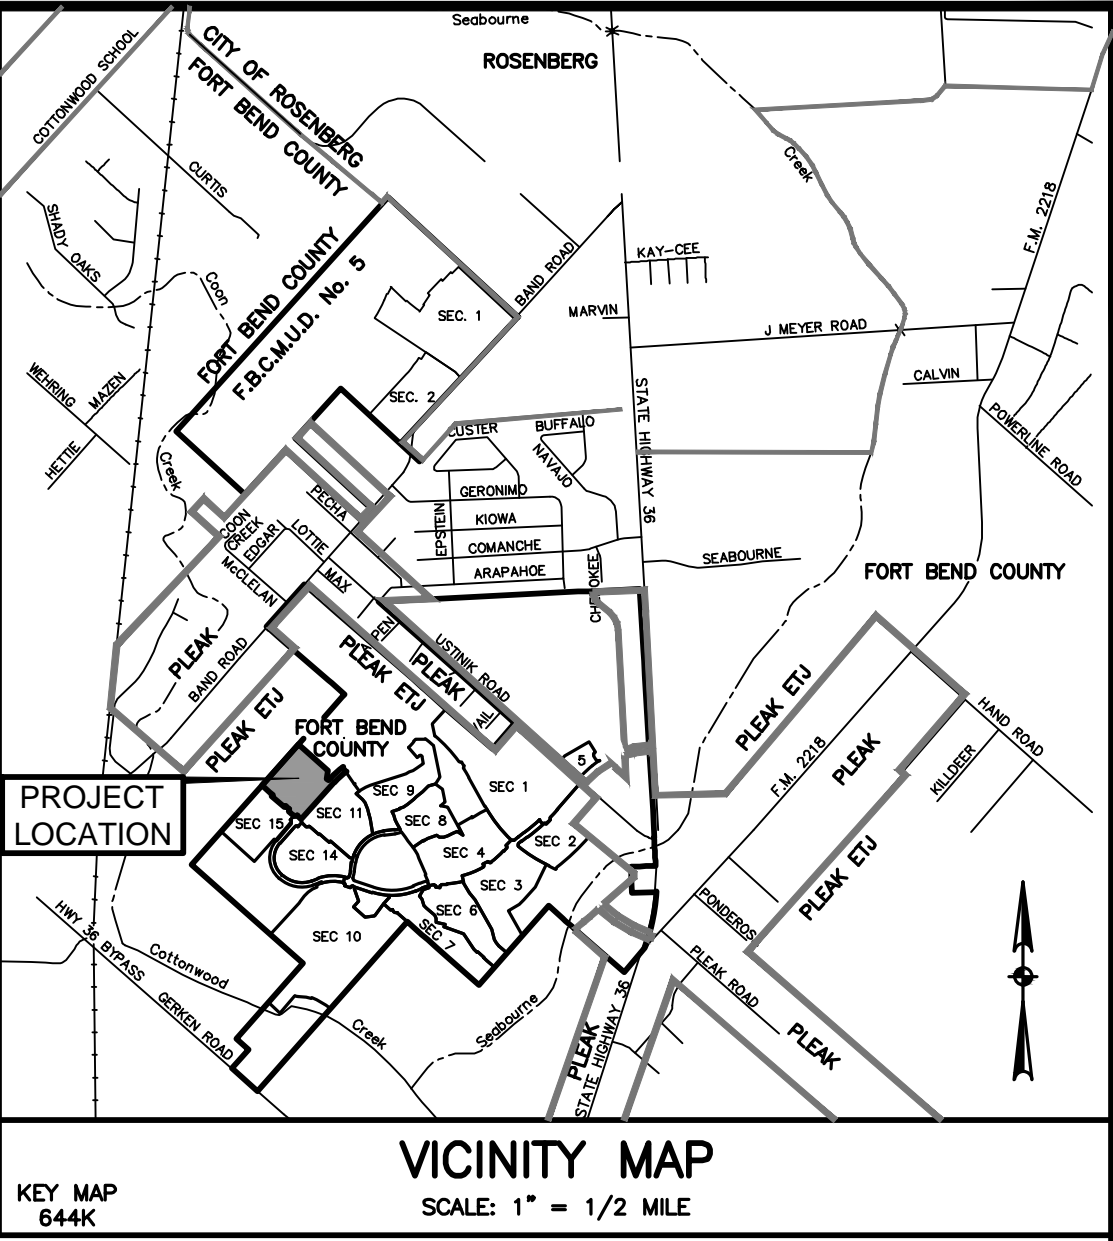 Seabourne
ROSENBERG
CITY OF ROSENBERG
FORT BEND COUNTY
COTTONWOOD SCHOOL
CURTIS
Creek
F.M. 2218
SHADY OAKS
Coon
FORT BEND COUNTY
F.B.C.M.U.D. No. 5
BAND ROAD
KAY-CEE
MARVIN
SEC. 1
J MEYER ROAD
CALVIN
WEHRING
MAZEN
HETTIE
SEC. 2
STATE HIGHWAY 36
POWERLINE ROAD
CUSTER
BUFFALO
NAVAJO
Creek
GERONIMO
PECHA
EPSTEIN
KIOWA
COMANCHE
ARAPAHOE
COON
CREEK
EDGAR
LOTTIE
McCLELAN
MAX
CHEROKEE
SEABOURNE
FORT BEND COUNTY
PLEAK
BAND ROAD
PEN
PLEAK ETJ
PLEAK
USTINIK ROAD
AIL
PLEAK ETJ
PLEAK ETJ
HAND ROAD
FORT BEND
COUNTY
F.M. 2218
PLEAK
KILLDEER
PROJECT
LOCATION
5
SEC 9
SEC 1
SEC 11
SEC 8
SEC 15
SEC 14
SEC 4
SEC 2
SEC 3
SEC 6
SEC 7
SEC 10
PLEAK ETJ
PONDEROS
HWY 36 BYPASS
Cottonwood
GERKEN ROAD
Creek
Seabourne
PLEAK
STATE HIGHWAY 36
PLEAK ROAD
PLEAK
VICINITY MAP
SCALE: 1" = 1/2 MILE
KEY MAP
644K